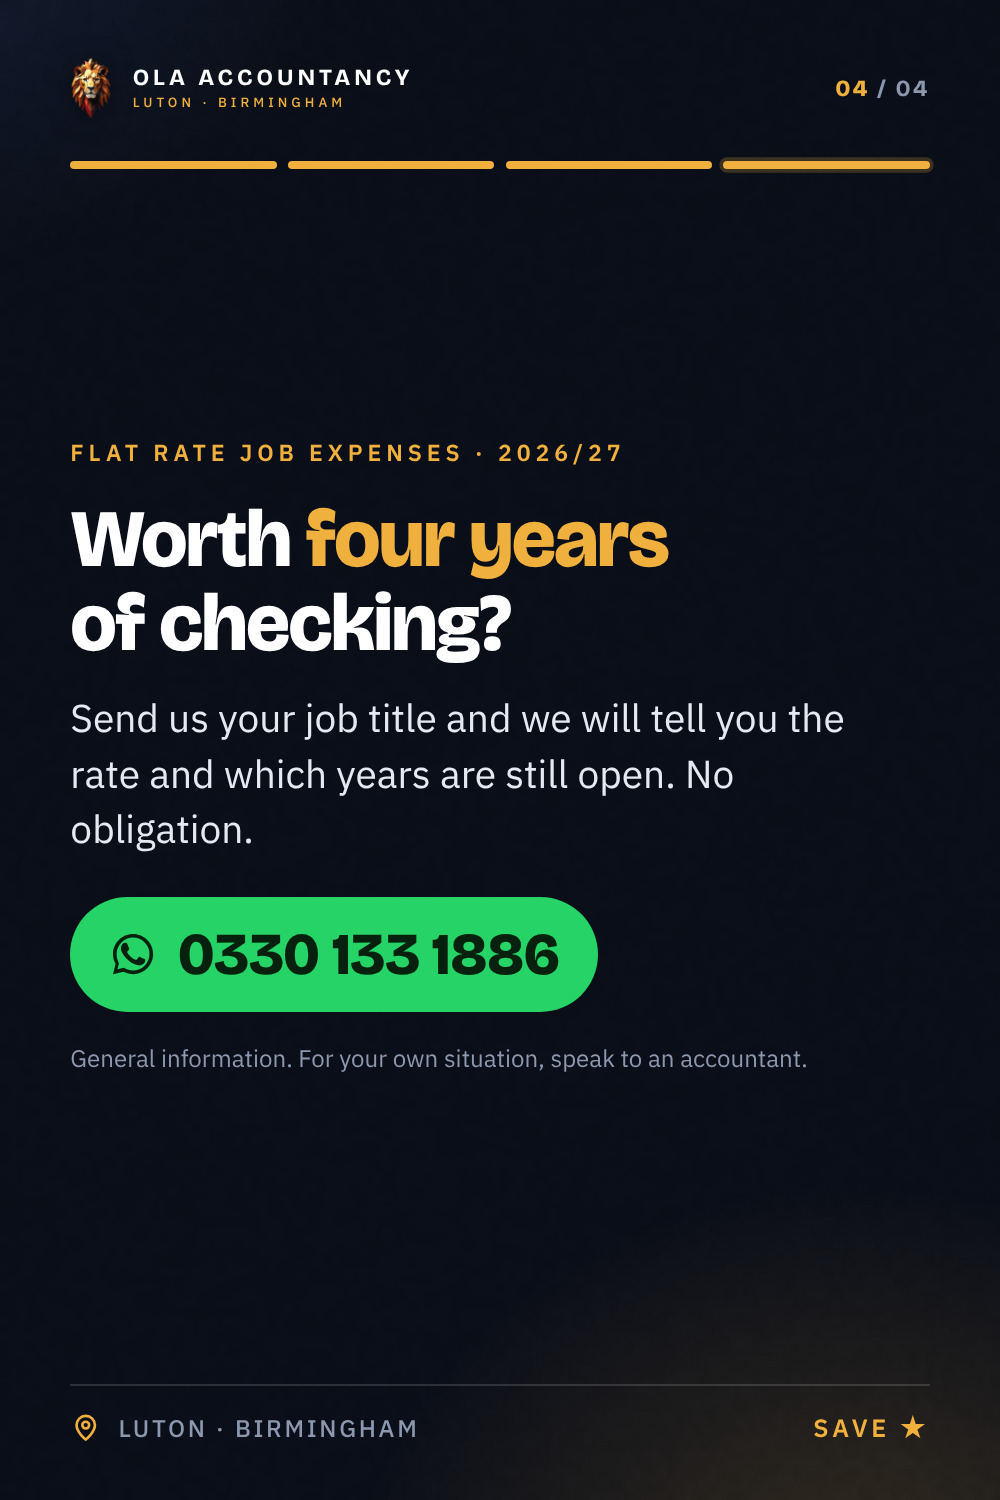 OLA ACCOUNTANCY
LUTON · BIRMINGHAM
04 / 04
FLAT RATE JOB EXPENSES · 2026/27
Worth four years
of checking?
Send us your job title and we will tell you the
rate and which years are still open. No
obligation.
0330 133 1886
General information. For your own situation, speak to an accountant.
LUTON · BIRMINGHAM
SAVE ★